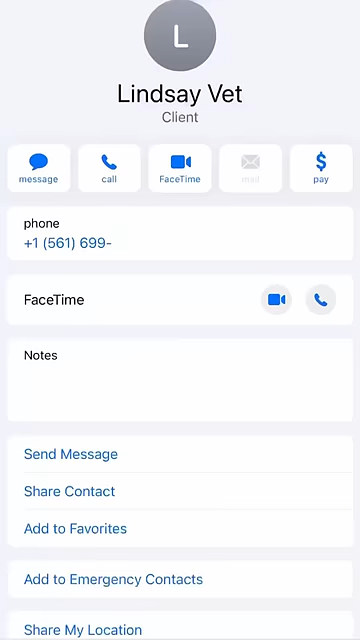 L
Lindsay Vet
Client
message call FaceTime mail pay
phone
+1 (561) 699-
FaceTime
Notes
Send Message
Share Contact
Add to Favorites
Add to Emergency Contacts
Share My Location